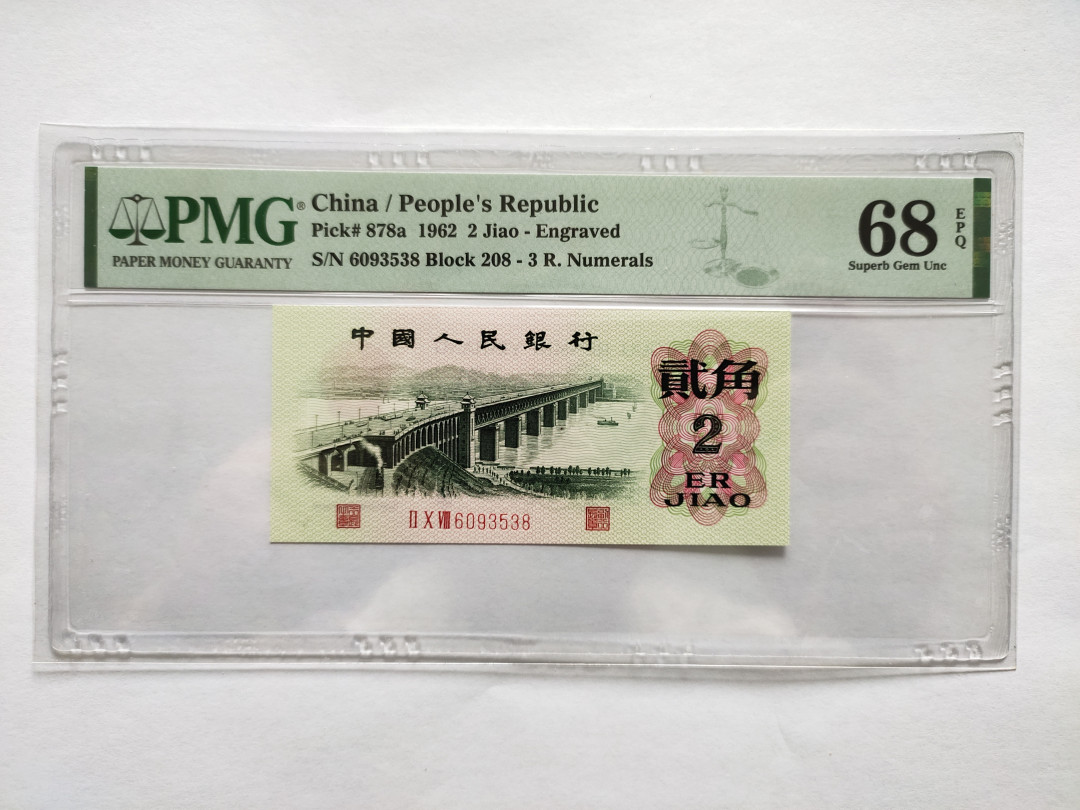 PMG®
PAPER MONEY GUARANTY
China / People's Republic
Pick# 878a 1962 2 Jiao - Engraved
S/N 6093538 Block 208 - 3 R. Numerals
68
EPQ
Superb Gem Unc
中國人民銀行
貳角
2
ER
JIAO
II X VIII 6093538